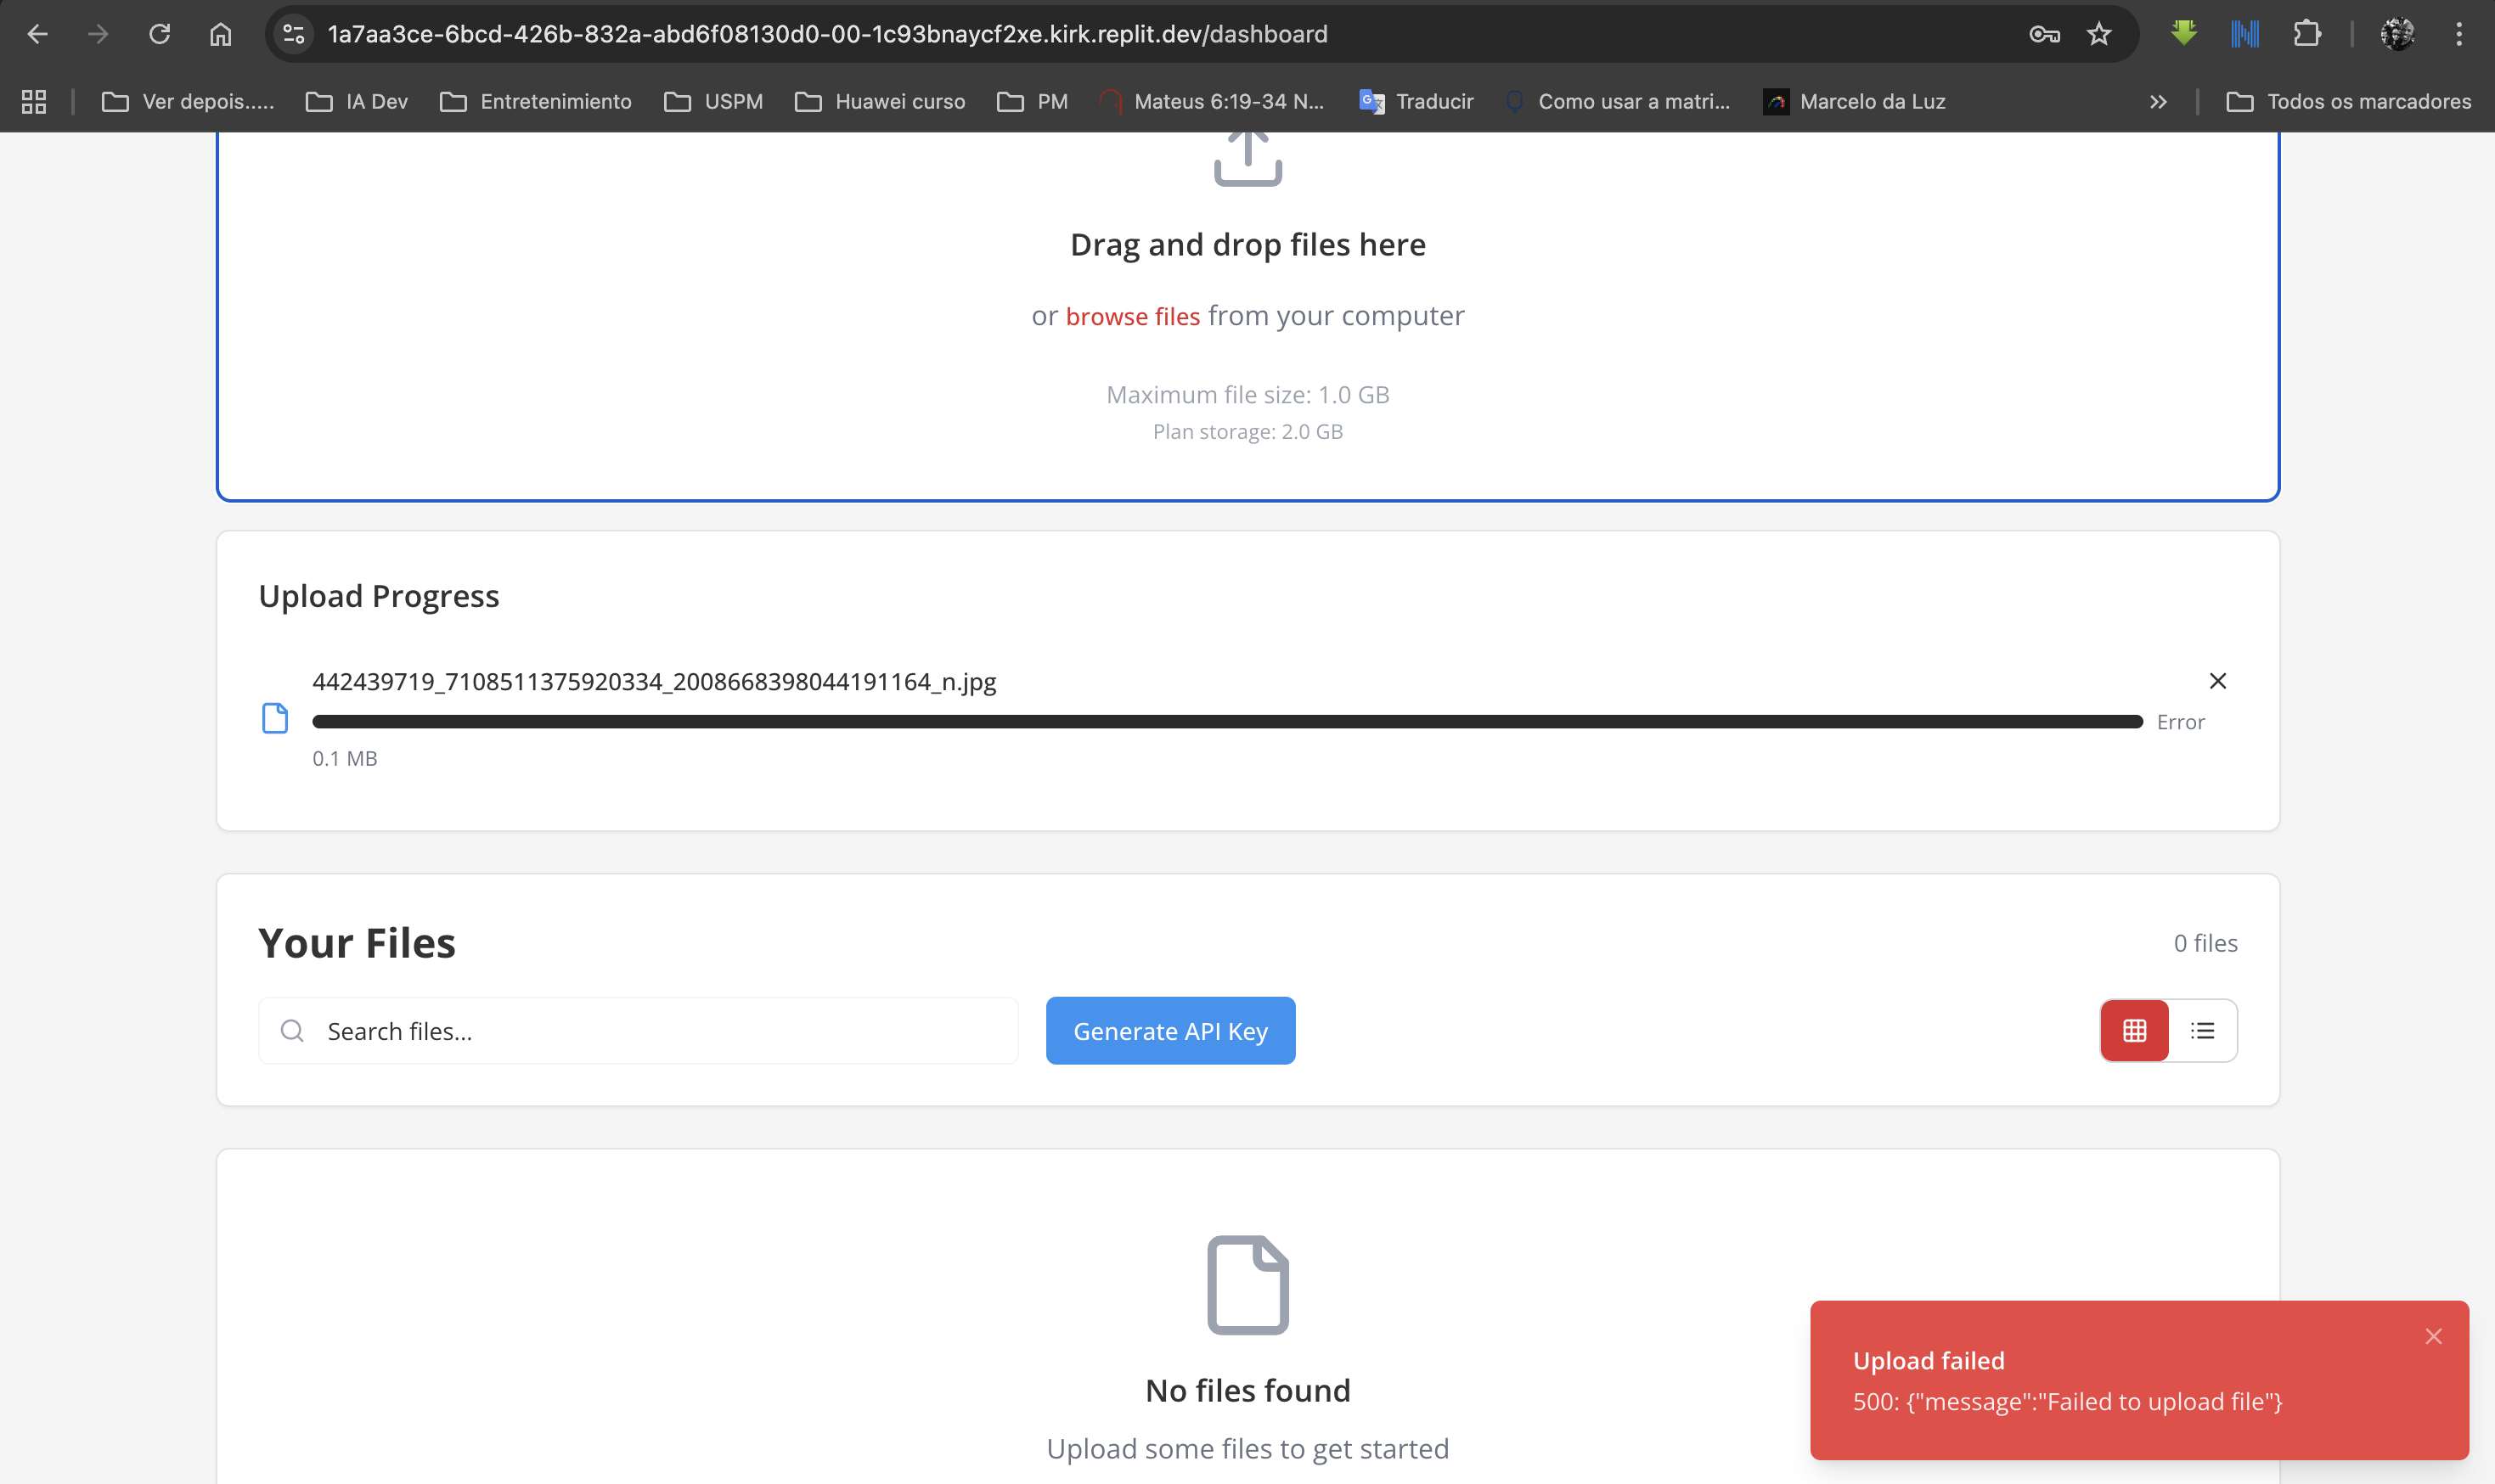 1a7aa3ce-6bcd-426b-832a-abd6f08130d0-00-1c93bnaycf2xe.kirk.replit.dev/dashboard
Ver depois..... IA Dev Entretenimiento USPM Huawei curso PM Mateus 6:19-34 N... Traducir Como usar a matri... Marcelo da Luz » Todos os marcadores
Drag and drop files here
or browse files from your computer
Maximum file size: 1.0 GB
Plan storage: 2.0 GB
Upload Progress
442439719_7108511375920334_2008668398044191164_n.jpg
Error
0.1 MB
Your Files
0 files
Search files...
Generate API Key
No files found
Upload some files to get started
Upload failed
500: {"message":"Failed to upload file"}